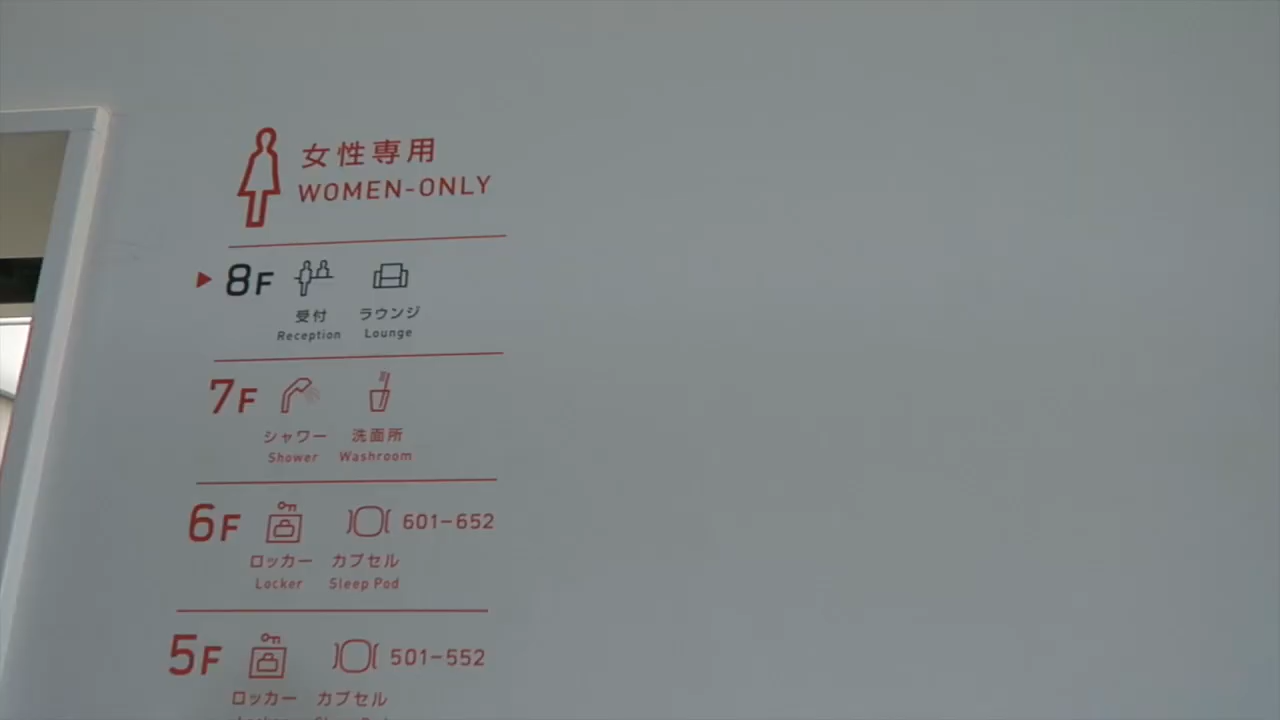 女性専用
WOMEN-ONLY
8F
受付 ラウンジ
Reception Lounge
7F
シャワー 洗面所
Shower Washroom
6F 601-652
ロッカー カプセル
Locker Sleep Pod
5F 501-552
ロッカー カプセル